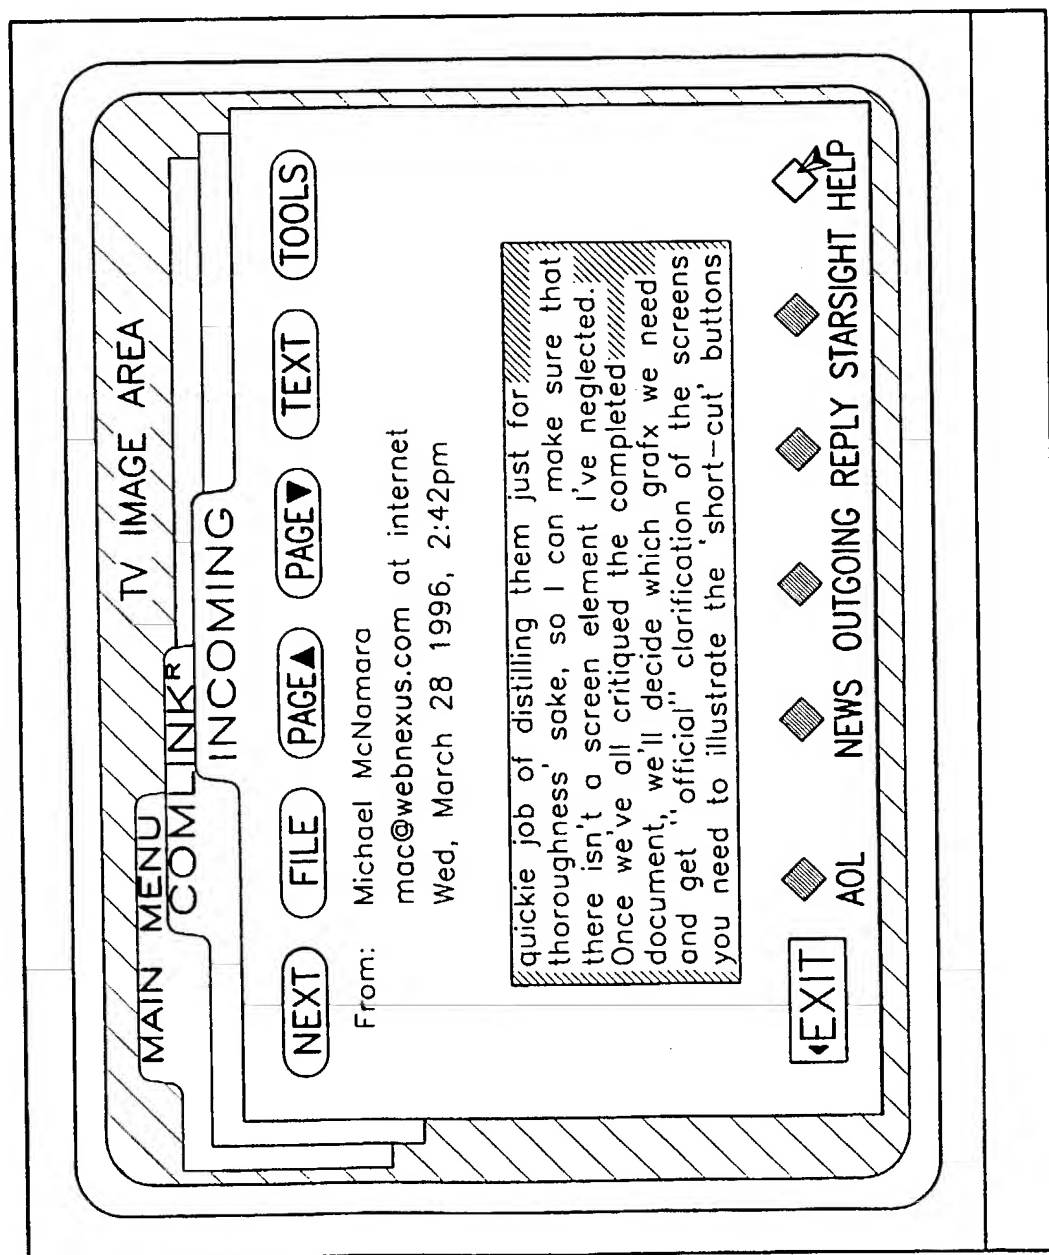 TV IMAGE AREA
MAIN MENU
COMLINKᴿ
INCOMING
NEXT FILE PAGE▲ PAGE▼ TEXT TOOLS
From: Michael McNamara
mac@webnexus.com at internet
Wed, March 28 1996, 2:42pm
quickie job of distilling them just for
thoroughness' sake, so I can make sure that
there isn't a screen element I've neglected.
Once we've all critiqued the completed
document, we'll decide which grafx we need
and get "official" clarification of the screens
you need to illustrate the 'short-cut' buttons
◄EXIT AOL NEWS OUTGOING REPLY STARSIGHT HELP